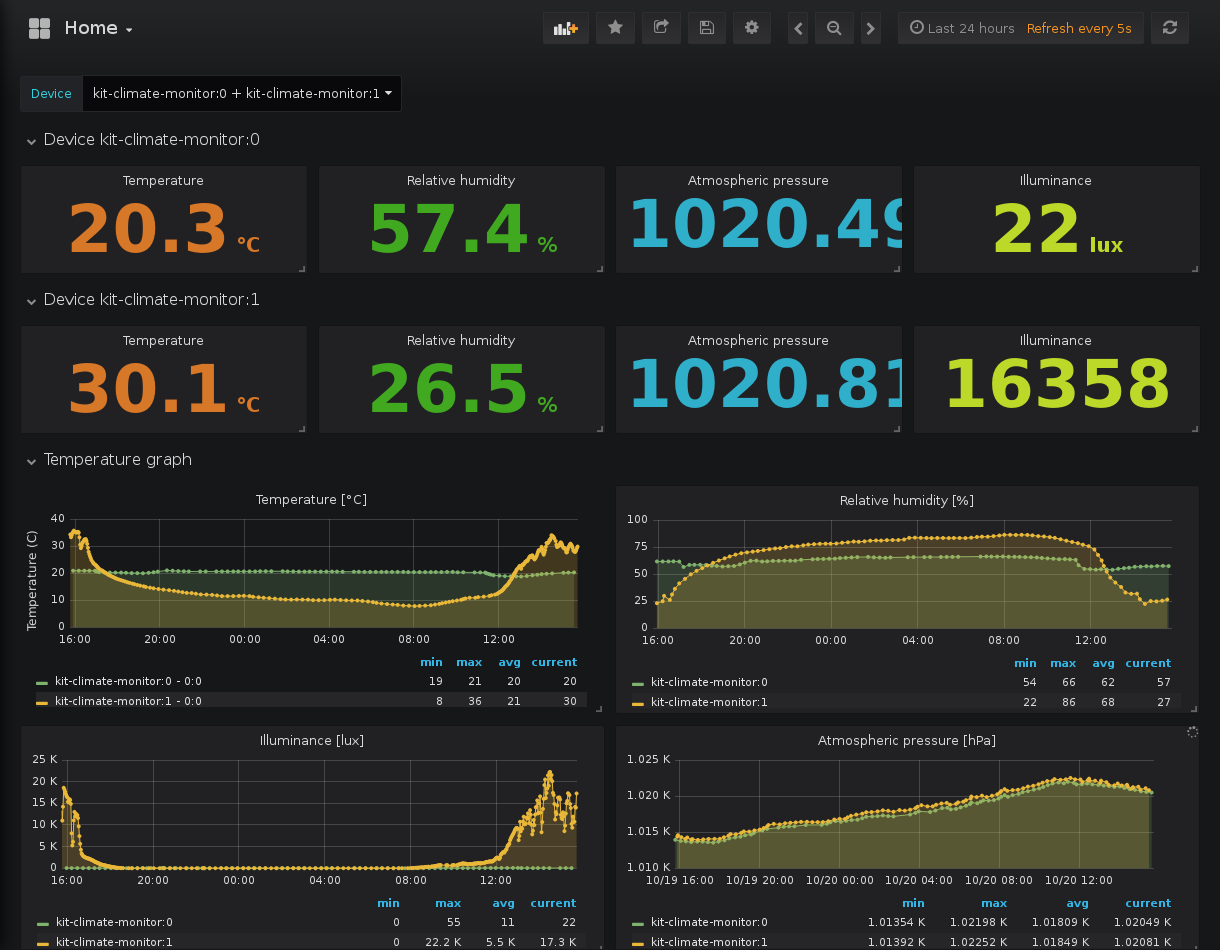 Home
Last 24 hours Refresh every 5s
Device kit-climate-monitor:0 + kit-climate-monitor:1
Device kit-climate-monitor:0
Temperature Relative humidity Atmospheric pressure Illuminance
20.3 °C 57.4 % 1020.49 22 lux
Device kit-climate-monitor:1
Temperature Relative humidity Atmospheric pressure Illuminance
30.1 °C 26.5 % 1020.81 16358
Temperature graph
Temperature [°C]
Temperature (C)
40
30
20
10
0
16:00 20:00 00:00 04:00 08:00 12:00
min max avg current
kit-climate-monitor:0 - 0:0 19 21 20 20
kit-climate-monitor:1 - 0:0 8 36 21 30
Relative humidity [%]
100
75
50
25
0
16:00 20:00 00:00 04:00 08:00 12:00
min max avg current
kit-climate-monitor:0 54 66 62 57
kit-climate-monitor:1 22 86 68 27
Illuminance [lux]
25 K
20 K
15 K
10 K
5 K
0
16:00 20:00 00:00 04:00 08:00 12:00
min max avg current
kit-climate-monitor:0 0 55 11 22
kit-climate-monitor:1 0 22.2 K 5.5 K 17.3 K
Atmospheric pressure [hPa]
1.025 K
1.020 K
1.015 K
1.010 K
10/19 16:00 10/19 20:00 10/20 00:00 10/20 04:00 10/20 08:00 10/20 12:00
min max avg current
kit-climate-monitor:0 1.01354 K 1.02198 K 1.01809 K 1.02049 K
kit-climate-monitor:1 1.01392 K 1.02252 K 1.01849 K 1.02081 K